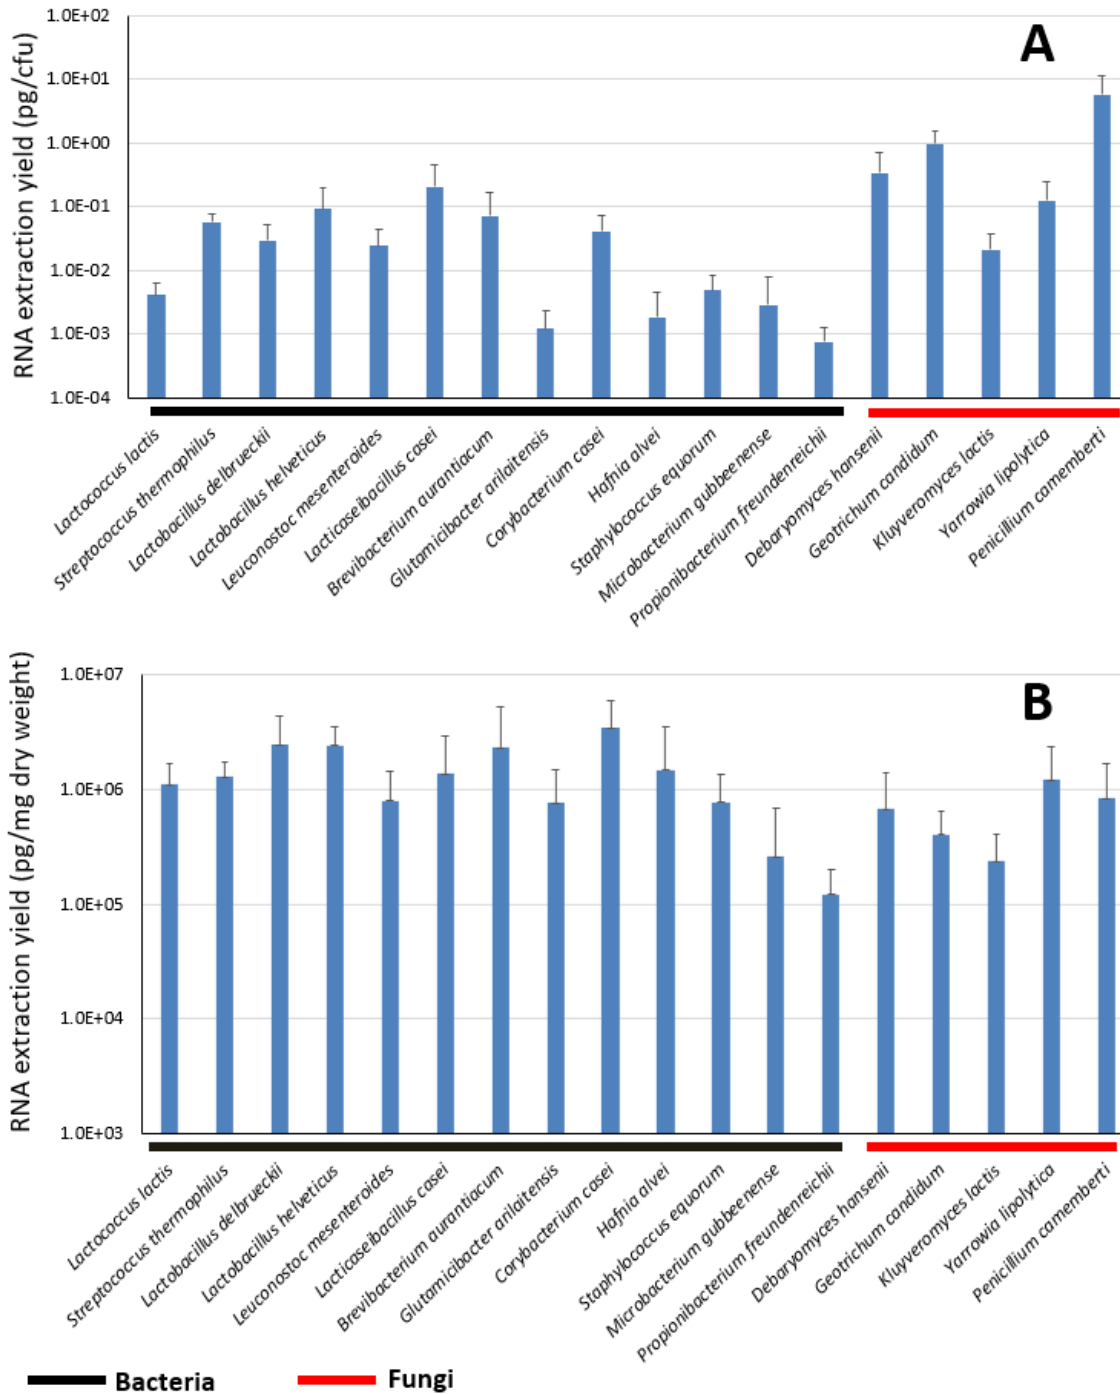 A
RNA extraction yield (pg/cfu)
1.0E+02
1.0E+01
1.0E+00
1.0E-01
1.0E-02
1.0E-03
1.0E-04
Lactococcus lactis
Streptococcus thermophilus
Lactobacillus delbrueckii
Lactobacillus helveticus
Leuconostoc mesenteroides
Lacticaseibacillus casei
Brevibacterium aurantiacum
Glutamicibacter arilaitensis
Corybacterium casei
Hafnia alvei
Staphylococcus equorum
Microbacterium gubbeenense
Propionibacterium freundenreichii
Debaryomyces hansenii
Geotrichum candidum
Kluyveromyces lactis
Yarrowia lipolytica
Penicillium camemberti
B
RNA extraction yield (pg/mg dry weight)
1.0E+07
1.0E+06
1.0E+05
1.0E+04
1.0E+03
Lactococcus lactis
Streptococcus thermophilus
Lactobacillus delbrueckii
Lactobacillus helveticus
Leuconostoc mesenteroides
Lacticaseibacillus casei
Brevibacterium aurantiacum
Glutamicibacter arilaitensis
Corybacterium casei
Hafnia alvei
Staphylococcus equorum
Microbacterium gubbeenense
Propionibacterium freundenreichii
Debaryomyces hansenii
Geotrichum candidum
Kluyveromyces lactis
Yarrowia lipolytica
Penicillium camemberti
Bacteria
Fungi